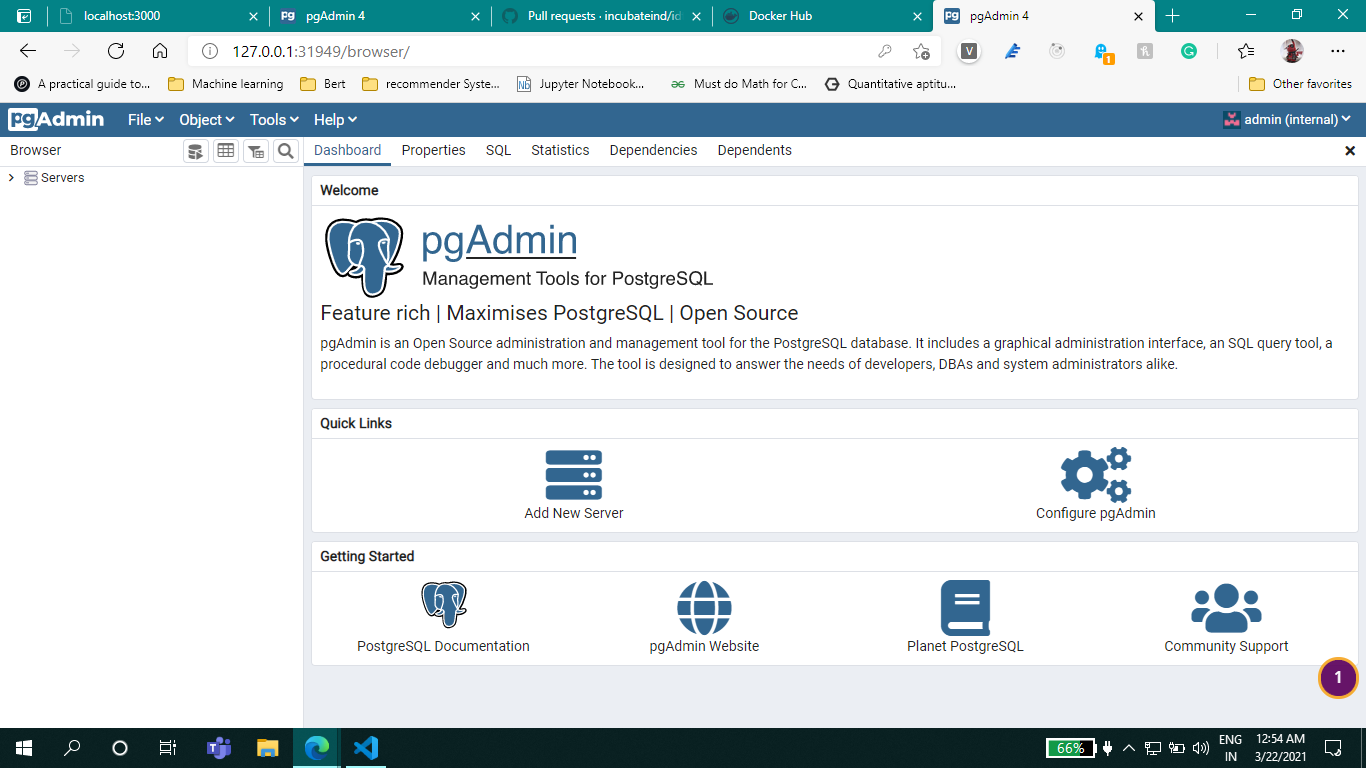 localhost:3000
pgAdmin 4
Pull requests · incubateind/id
Docker Hub
pgAdmin 4
127.0.0.1:31949/browser/
V
1
h
G
A practical guide to...
Machine learning
Bert
recommender Syste...
Nb
Jupyter Notebook...
Must do Math for C...
Quantitative aptitu...
Other favorites
pgAdmin
File
Object
Tools
Help
admin (internal)
Browser
Dashboard
Properties
SQL
Statistics
Dependencies
Dependents
Servers
Welcome
pgAdmin
Management Tools for PostgreSQL
Feature rich | Maximises PostgreSQL | Open Source
pgAdmin is an Open Source administration and management tool for the PostgreSQL database. It includes a graphical administration interface, an SQL query tool, a
procedural code debugger and much more. The tool is designed to answer the needs of developers, DBAs and system administrators alike.
Quick Links
Add New Server
Configure pgAdmin
Getting Started
PostgreSQL Documentation
pgAdmin Website
Planet PostgreSQL
Community Support
1
66%
ENG
IN
12:54 AM
3/22/2021